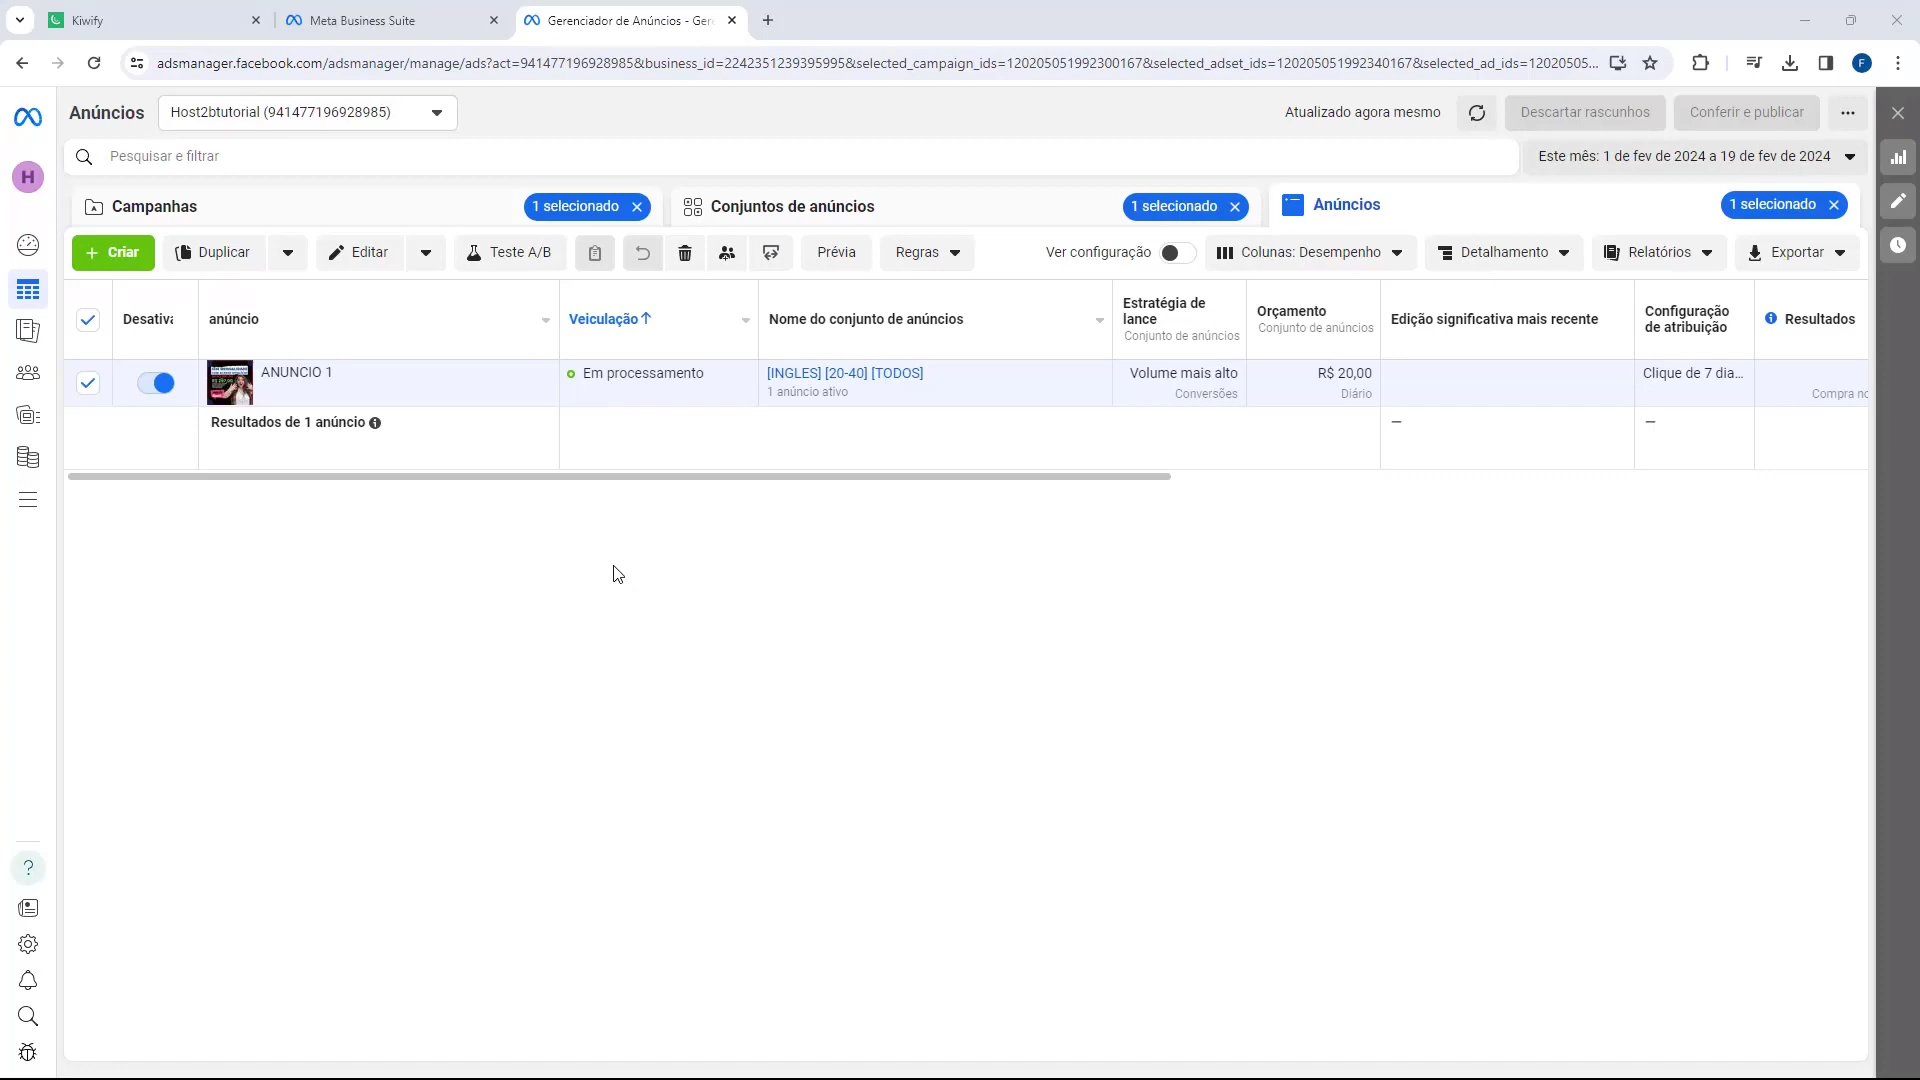 Kiwify
Meta Business Suite
Gerenciador de Anúncios - Ger
adsmanager.facebook.com/adsmanager/manage/ads?act=941477196928985&business_id=2242351239395995&selected_campaign_ids=120205051992300167&selected_adset_ids=120205051992340167&selected_ad_ids=12020505...
F
Anúncios
Host2btutorial (941477196928985)
Atualizado agora mesmo
Descartar rascunhos
Conferir e publicar
Pesquisar e filtrar
Este mês: 1 de fev de 2024 a 19 de fev de 2024
H
Campanhas
1 selecionado
Conjuntos de anúncios
1 selecionado
Anúncios
1 selecionado
+ Criar
Duplicar
Editar
Teste A/B
Prévia
Regras
Ver configuração
Colunas: Desempenho
Detalhamento
Relatórios
Exportar
Desativa
anúncio
Veiculação↑
Nome do conjunto de anúncios
Estratégia de
lance
Conjunto de anúncios
Orçamento
Conjunto de anúncios
Edição significativa mais recente
Configuração
de atribuição
Resultados
ANUNCIO 1
Em processamento
[INGLES] [20-40] [TODOS]
1 anúncio ativo
Volume mais alto
Conversões
R$ 20,00
Diário
Clique de 7 dia...
Compra no
Resultados de 1 anúncio
—
—
?